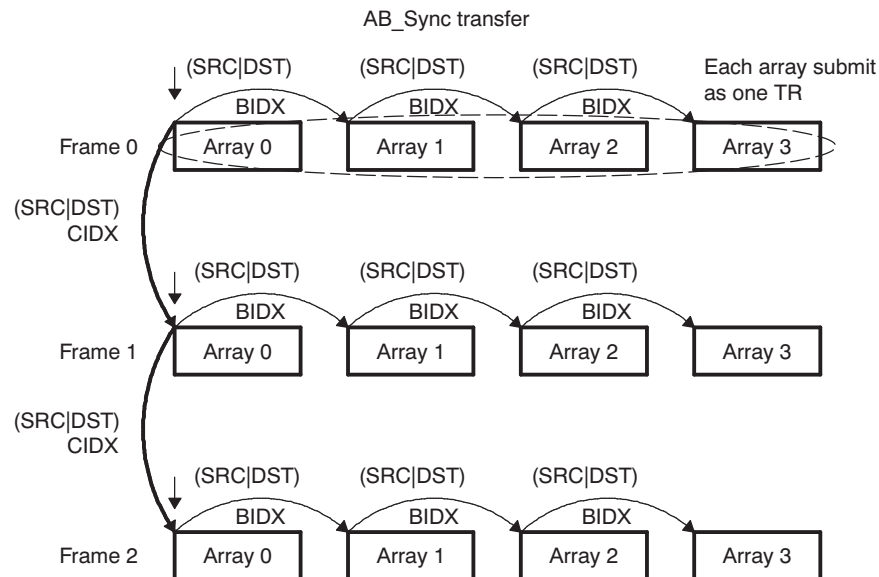 AB_Sync transfer
(SRC|DST) (SRC|DST) (SRC|DST) Each array submit
as one TR
BIDX BIDX BIDX
Frame 0 Array 0 Array 1 Array 2 Array 3
(SRC|DST)
CIDX
(SRC|DST) (SRC|DST) (SRC|DST)
BIDX BIDX BIDX
Frame 1 Array 0 Array 1 Array 2 Array 3
(SRC|DST)
CIDX
(SRC|DST) (SRC|DST) (SRC|DST)
BIDX BIDX BIDX
Frame 2 Array 0 Array 1 Array 2 Array 3